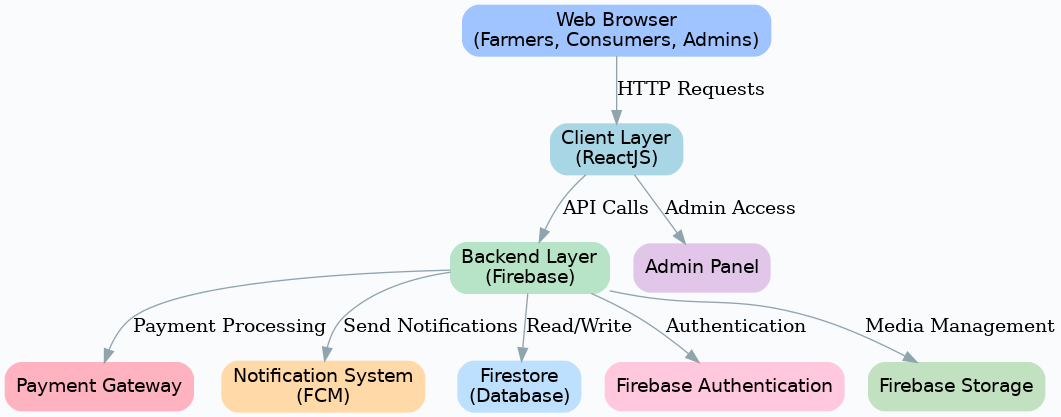 Web Browser
(Farmers, Consumers, Admins)
HTTP Requests
Client Layer
(ReactJS)
API Calls
Admin Access
Backend Layer
(Firebase)
Admin Panel
Payment Processing
Send Notifications
Read/Write
Authentication
Media Management
Payment Gateway
Notification System
(FCM)
Firestore
(Database)
Firebase Authentication
Firebase Storage